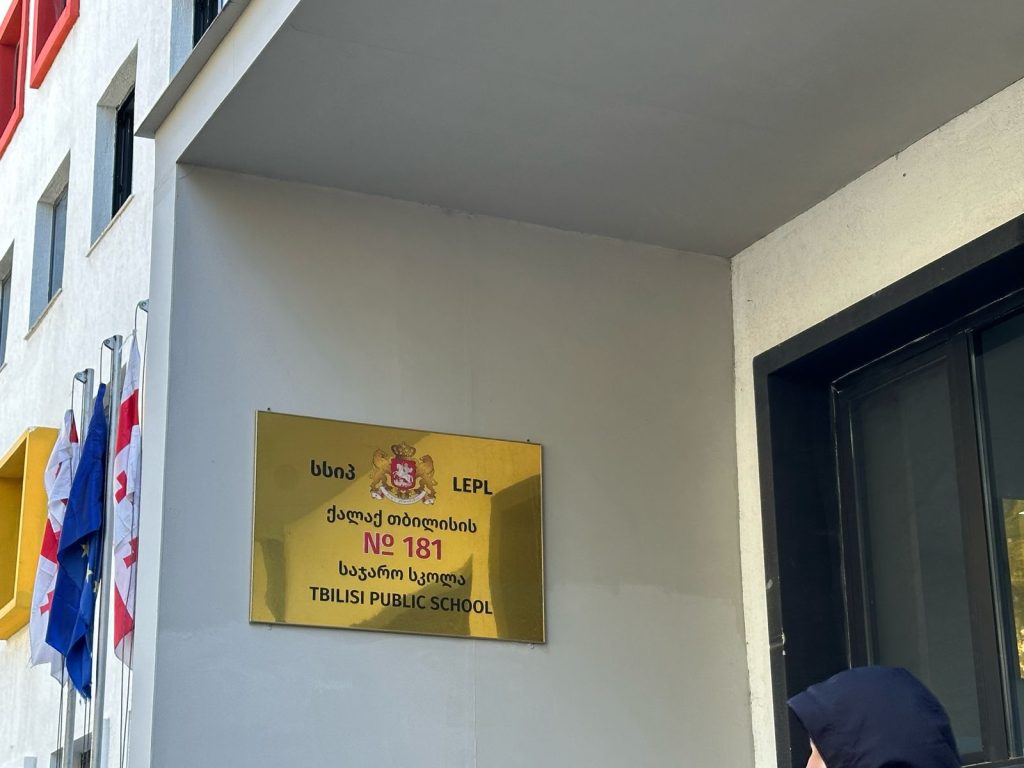 სსიპ LEPL
ქალაქ თბილისის
№ 181
საჯარო სკოლა
TBILISI PUBLIC SCHOOL